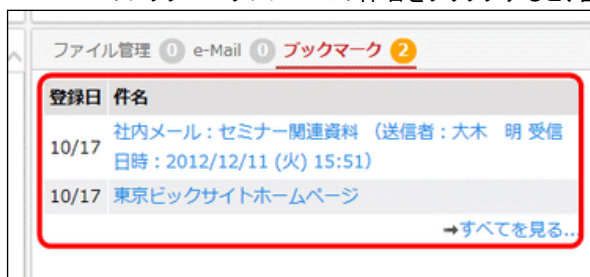 ファイル管理 0 e-Mail 0 ブックマーク 2
登録日 件名
10/17 社内メール：セミナー関連資料 （送信者：大木　明 受信
日時：2012/12/11 (火) 15:51）
10/17 東京ビックサイトホームページ
→すべてを見る...